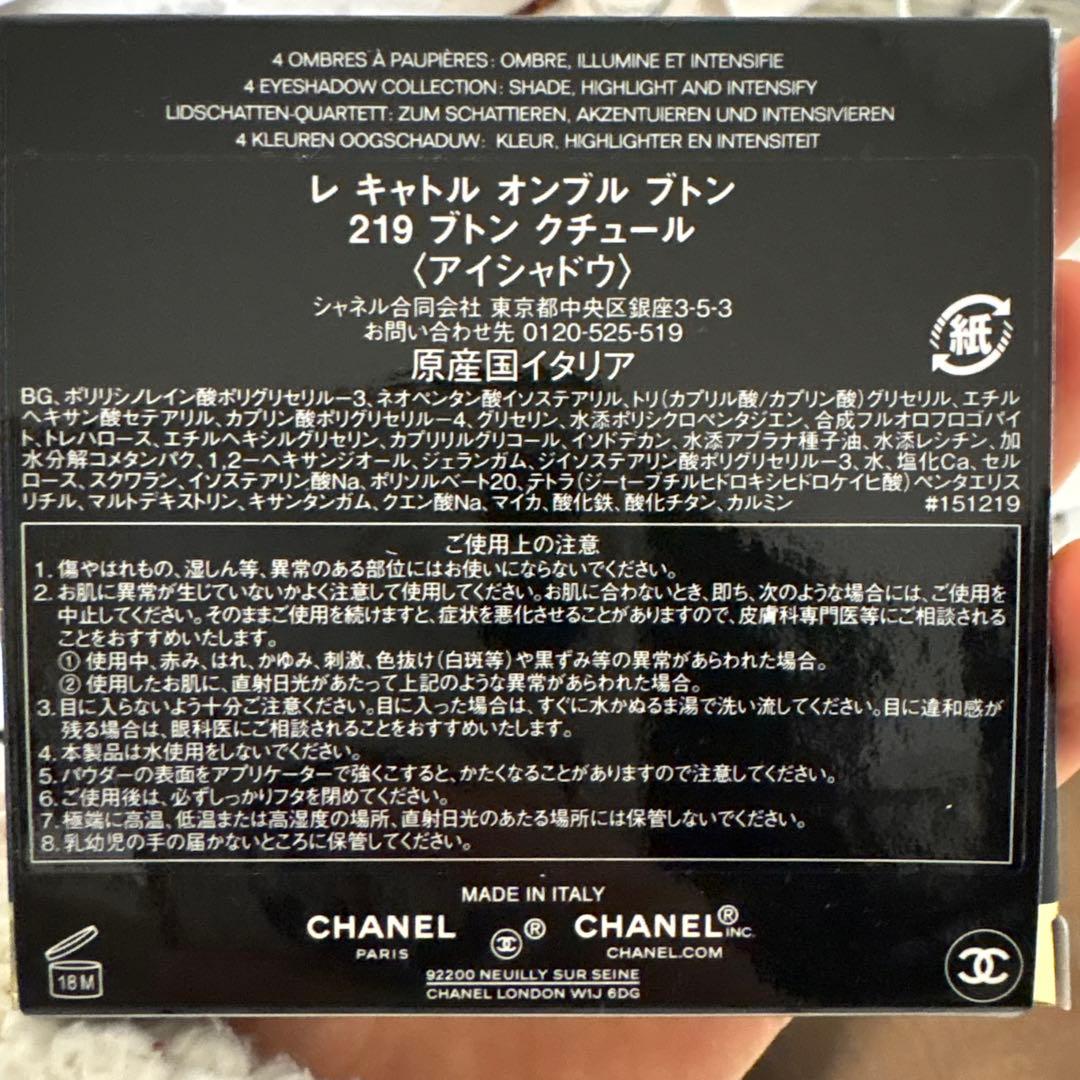 4 OMBRES À PAUPIÈRES : OMBRE, ILLUMINE ET INTENSIFIE
4 EYESHADOW COLLECTION: SHADE, HIGHLIGHT AND INTENSIFY
LIDSCHATTEN-QUARTETT: ZUM SCHATTIEREN, AKZENTUIEREN UND INTENSIVIEREN
4 KLEUREN OOGSCHADUW: KLEUR, HIGHLIGHTER EN INTENSITEIT
レ キャトル オンブル ブトン
219 ブトン クチュール
〈アイシャドウ〉
シャネル合同会社 東京都中央区銀座3-5-3
お問い合わせ先 0120-525-519
原産国イタリア
紙
BG、ポリリシノレイン酸ポリグリセリル−3、ネオペンタン酸イソステアリル、トリ(カプリル酸/カプリン酸)グリセリル、エチル
ヘキサン酸セテアリル、カプリン酸ポリグリセリル−4、グリセリン、水添ポリシクロペンタジエン、合成フルオロフロゴパイ
ト、トレハロース、エチルヘキシルグリセリン、カプリリルグリコール、イソドデカン、水添アブラナ種子油、水添レシチン、加
水分解コメタンパク、1,2−ヘキサンジオール、ジェランガム、ジイソステアリン酸ポリグリセリル−3、水、塩化Ca、セル
ロース、スクワラン、イソステアリン酸Na、ポリソルベート20、テトラ(ジ−t−ブチルヒドロキシヒドロケイヒ酸)ペンタエリス
リチル、マルトデキストリン、キサンタンガム、クエン酸Na、マイカ、酸化鉄、酸化チタン、カルミン #151219
ご使用上の注意
1. 傷やはれもの、湿しん等、異常のある部位にはお使いにならないでください。
2. お肌に異常が生じていないかよく注意して使用してください。お肌に合わないとき、即ち、次のような場合には、ご使用を
中止してください。そのままご使用を続けますと、症状を悪化させることがありますので、皮膚科専門医等にご相談される
ことをおすすめいたします。
① 使用中、赤み、はれ、かゆみ、刺激、色抜け(白斑等)や黒ずみ等の異常があらわれた場合。
② 使用したお肌に、直射日光があたって上記のような異常があらわれた場合。
3. 目に入らないよう十分ご注意ください。目に入った場合は、すぐに水かぬるま湯で洗い流してください。目に違和感が
残る場合は、眼科医にご相談されることをおすすめいたします。
4. 本製品は水使用をしないでください。
5. パウダーの表面をアプリケーターで強くこすると、かたくなることがありますので注意してください。
6. ご使用後は、必ずしっかりフタを閉めてください。
7. 極端に高温、低温または高湿度の場所、直射日光のあたる場所には保管しないでください。
8. 乳幼児の手の届かないところに保管してください。
MADE IN ITALY
CHANEL ® CHANEL® INC.
PARIS CHANEL.COM
92200 NEUILLY SUR SEINE
CHANEL LONDON W1J 6DG
18 M